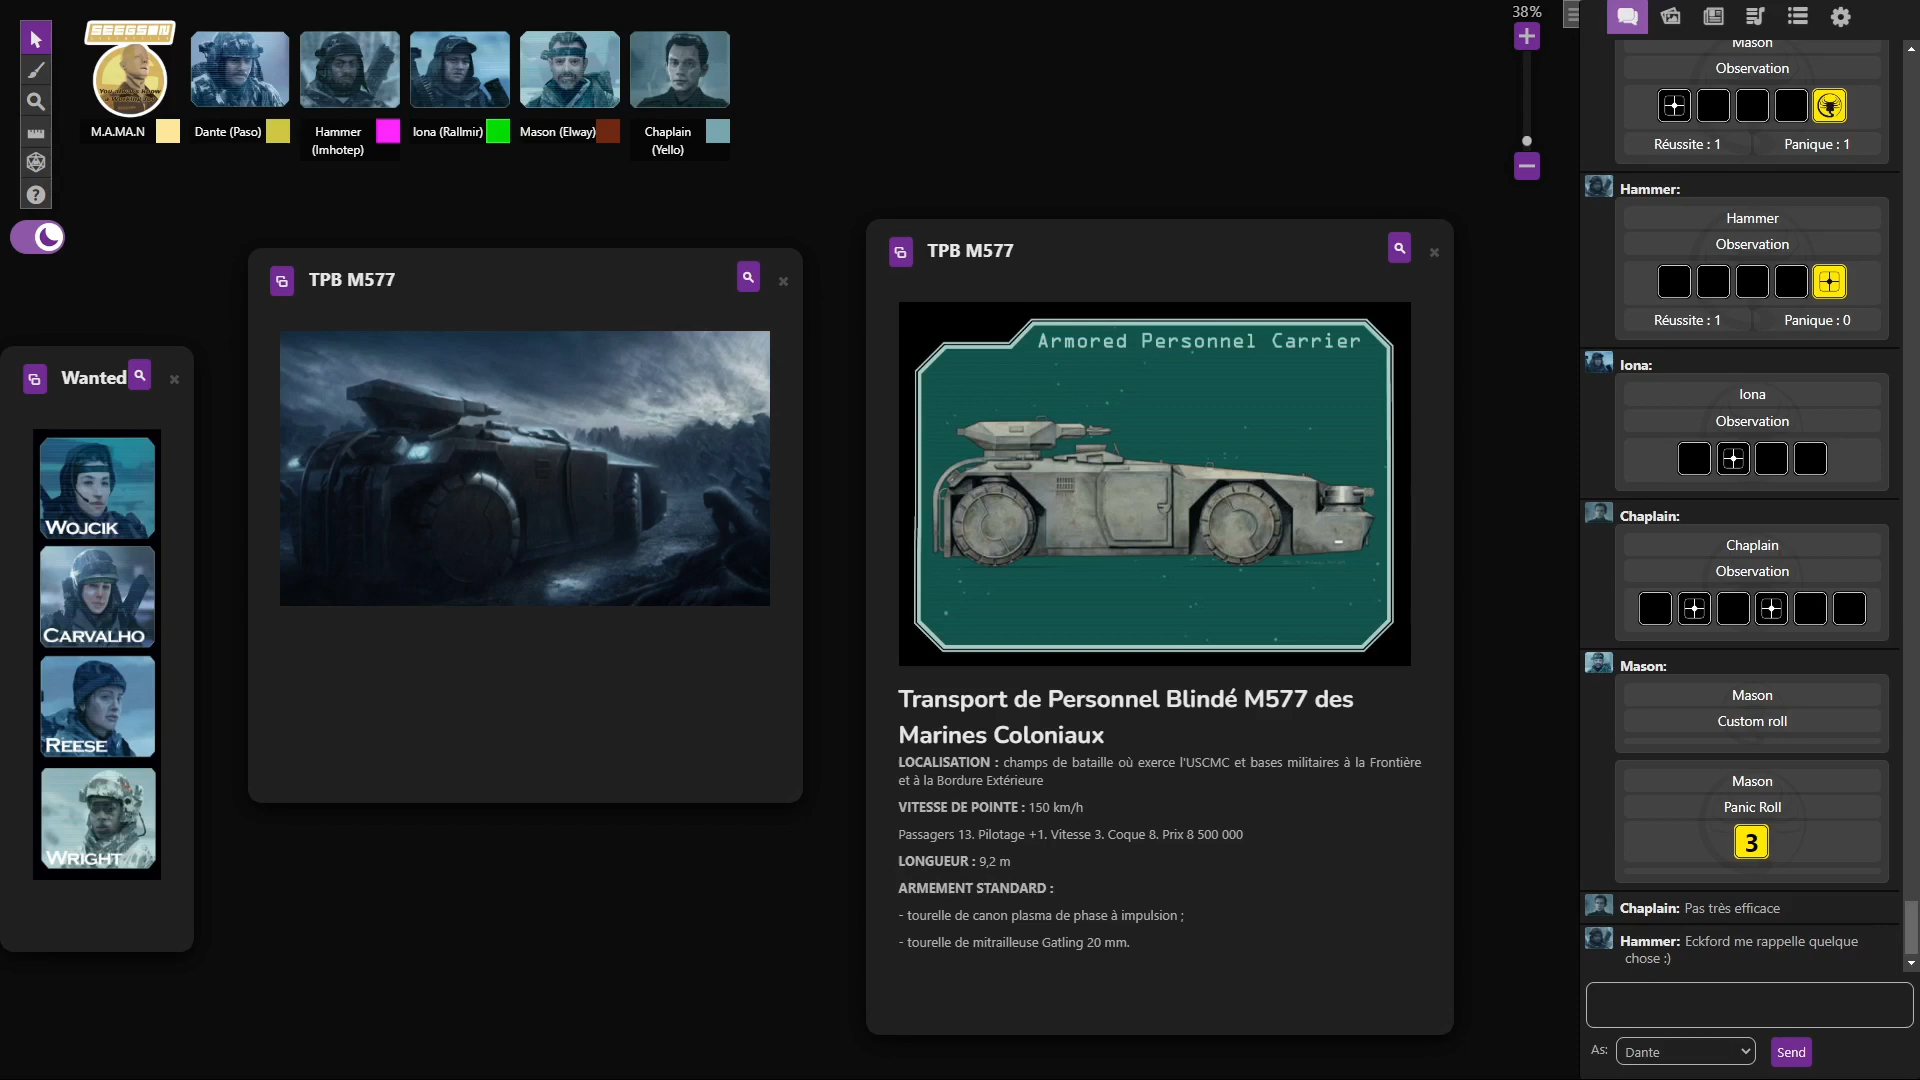 SEEGSON
M.A.MA.N
Dante (Paso)
Hammer
(Imhotep)
Iona (Rallmir)
Mason (Elway)
Chaplain
(Yello)
38%
TPB M577
Wanted
WOJCIK
CARVALHO
REESE
WRIGHT
TPB M577
Armored Personnel Carrier
Transport de Personnel Blindé M577 des
Marines Coloniaux
LOCALISATION : champs de bataille où exerce l'USCMC et bases militaires à la Frontière
et à la Bordure Extérieure
VITESSE DE POINTE : 150 km/h
Passagers 13. Pilotage +1. Vitesse 3. Coque 8. Prix 8 500 000
LONGUEUR : 9,2 m
ARMEMENT STANDARD :
- tourelle de canon plasma de phase à impulsion ;
- tourelle de mitrailleuse Gatling 20 mm.
Mason
Observation
Réussite : 1 Panique : 1
Hammer:
Hammer
Observation
Réussite : 1 Panique : 0
Iona:
Iona
Observation
Chaplain:
Chaplain
Observation
Mason:
Mason
Custom roll
Mason
Panic Roll
3
Chaplain: Pas très efficace
Hammer: Eckford me rappelle quelque
chose :)
As: Dante Send